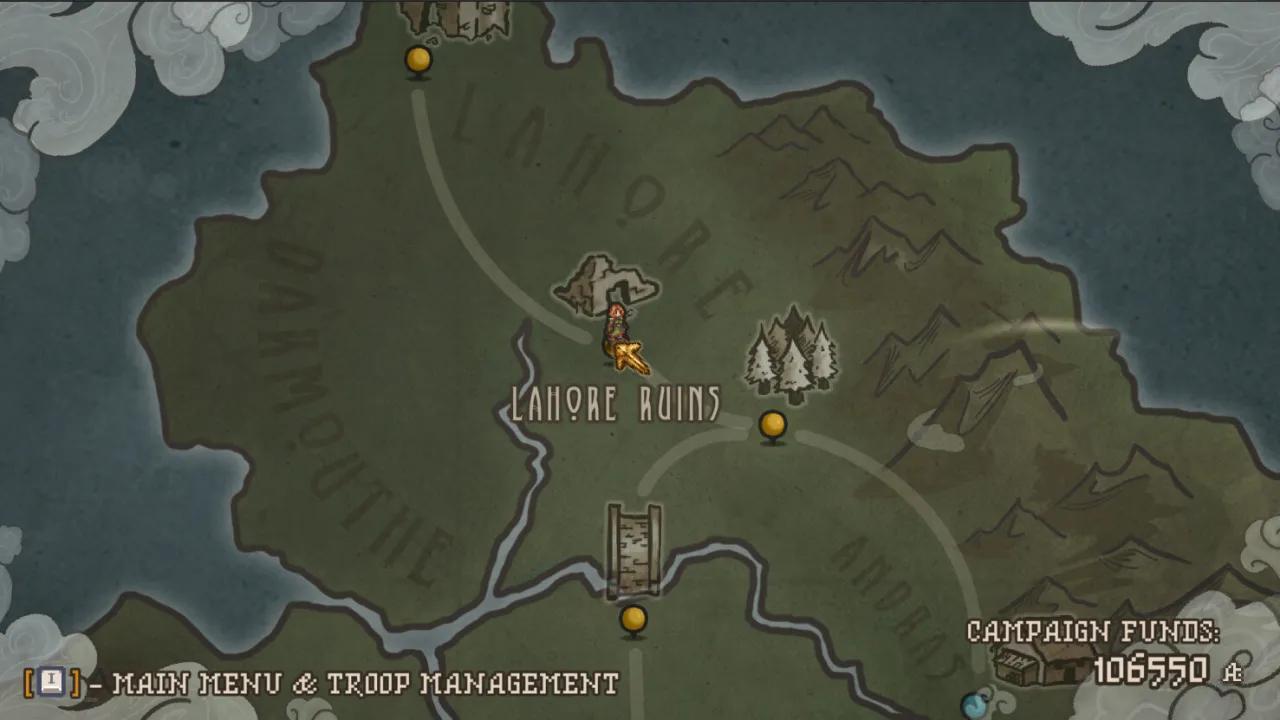 LAHORE
DARMOUTHE
LAHORE RUINS
ANDRAS
CAMPAIGN FUNDS:
106550 Æ
[I] - MAIN MENU & TROOP MANAGEMENT